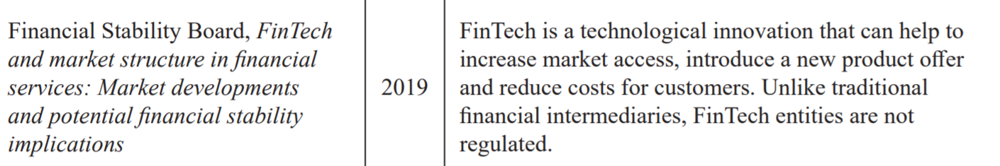 Financial Stability Board, FinTech
and market structure in financial
services: Market developments
and potential financial stability
implications
2019
FinTech is a technological innovation that can help to
increase market access, introduce a new product offer
and reduce costs for customers. Unlike traditional
financial intermediaries, FinTech entities are not
regulated.